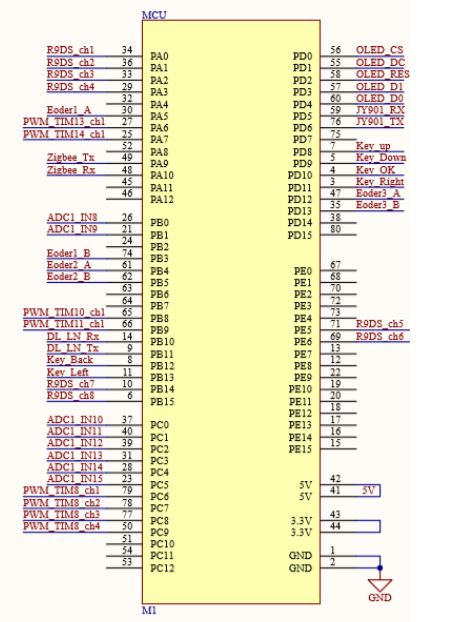 MCU
R9DS_ch1 34 PA0
R9DS_ch2 36 PA1
R9DS_ch3 33 PA2
R9DS_ch4 29 PA3
32 PA4
Eoder1_A 30 PA5
PWM_TIM13_ch1 27 PA6
PWM_TIM14_ch1 25 PA7
52 PA8
Zigbee_Tx 49 PA9
Zigbee_Rx 48 PA10
45 PA11
46 PA12
ADC1_IN8 26 PB0
ADC1_IN9 21 PB1
24 PB2
Eoder1_B 74 PB3
Eoder2_A 61 PB4
Eoder2_B 62 PB5
63 PB6
64 PB7
PWM_TIM10_ch1 65 PB8
PWM_TIM11_ch1 66 PB9
DL_LN_Rx 14 PB10
DL_LN_Tx 9 PB11
Key_Back 8 PB12
Key_Left 11 PB13
R9DS_ch7 10 PB14
R9DS_ch8 6 PB15
ADC1_IN10 37 PC0
ADC1_IN11 40 PC1
ADC1_IN12 39 PC2
ADC1_IN13 31 PC3
ADC1_IN14 28 PC4
ADC1_IN15 23 PC5
PWM_TIM8_ch1 79 PC6
PWM_TIM8_ch2 78 PC7
PWM_TIM8_ch3 77 PC8
PWM_TIM8_ch4 50 PC9
51 PC10
54 PC11
53 PC12
PD0 56 OLED_CS
PD1 55 OLED_DC
PD2 58 OLED_RES
PD3 57 OLED_D1
PD4 60 OLED_D0
PD5 59 JY901_RX
PD6 76 JY901_TX
PD7 75
PD8 7 Key_up
PD9 5 Key_Down
PD10 4 Key_OK
PD11 3 Key_Right
PD12 47 Eoder3_A
PD13 35 Eoder3_B
PD14 38
PD15 80
PE0 67
PE1 68
PE2 70
PE3 72
PE4 73
PE5 71 R9DS_ch5
PE6 69 R9DS_ch6
PE7 13
PE8 12
PE9 22
PE10 19
PE11 20
PE12 18
PE13 17
PE14 16
PE15 15
5V 42
5V 41 5V
3.3V 43
3.3V 44
GND 1
GND 2
GND
M1